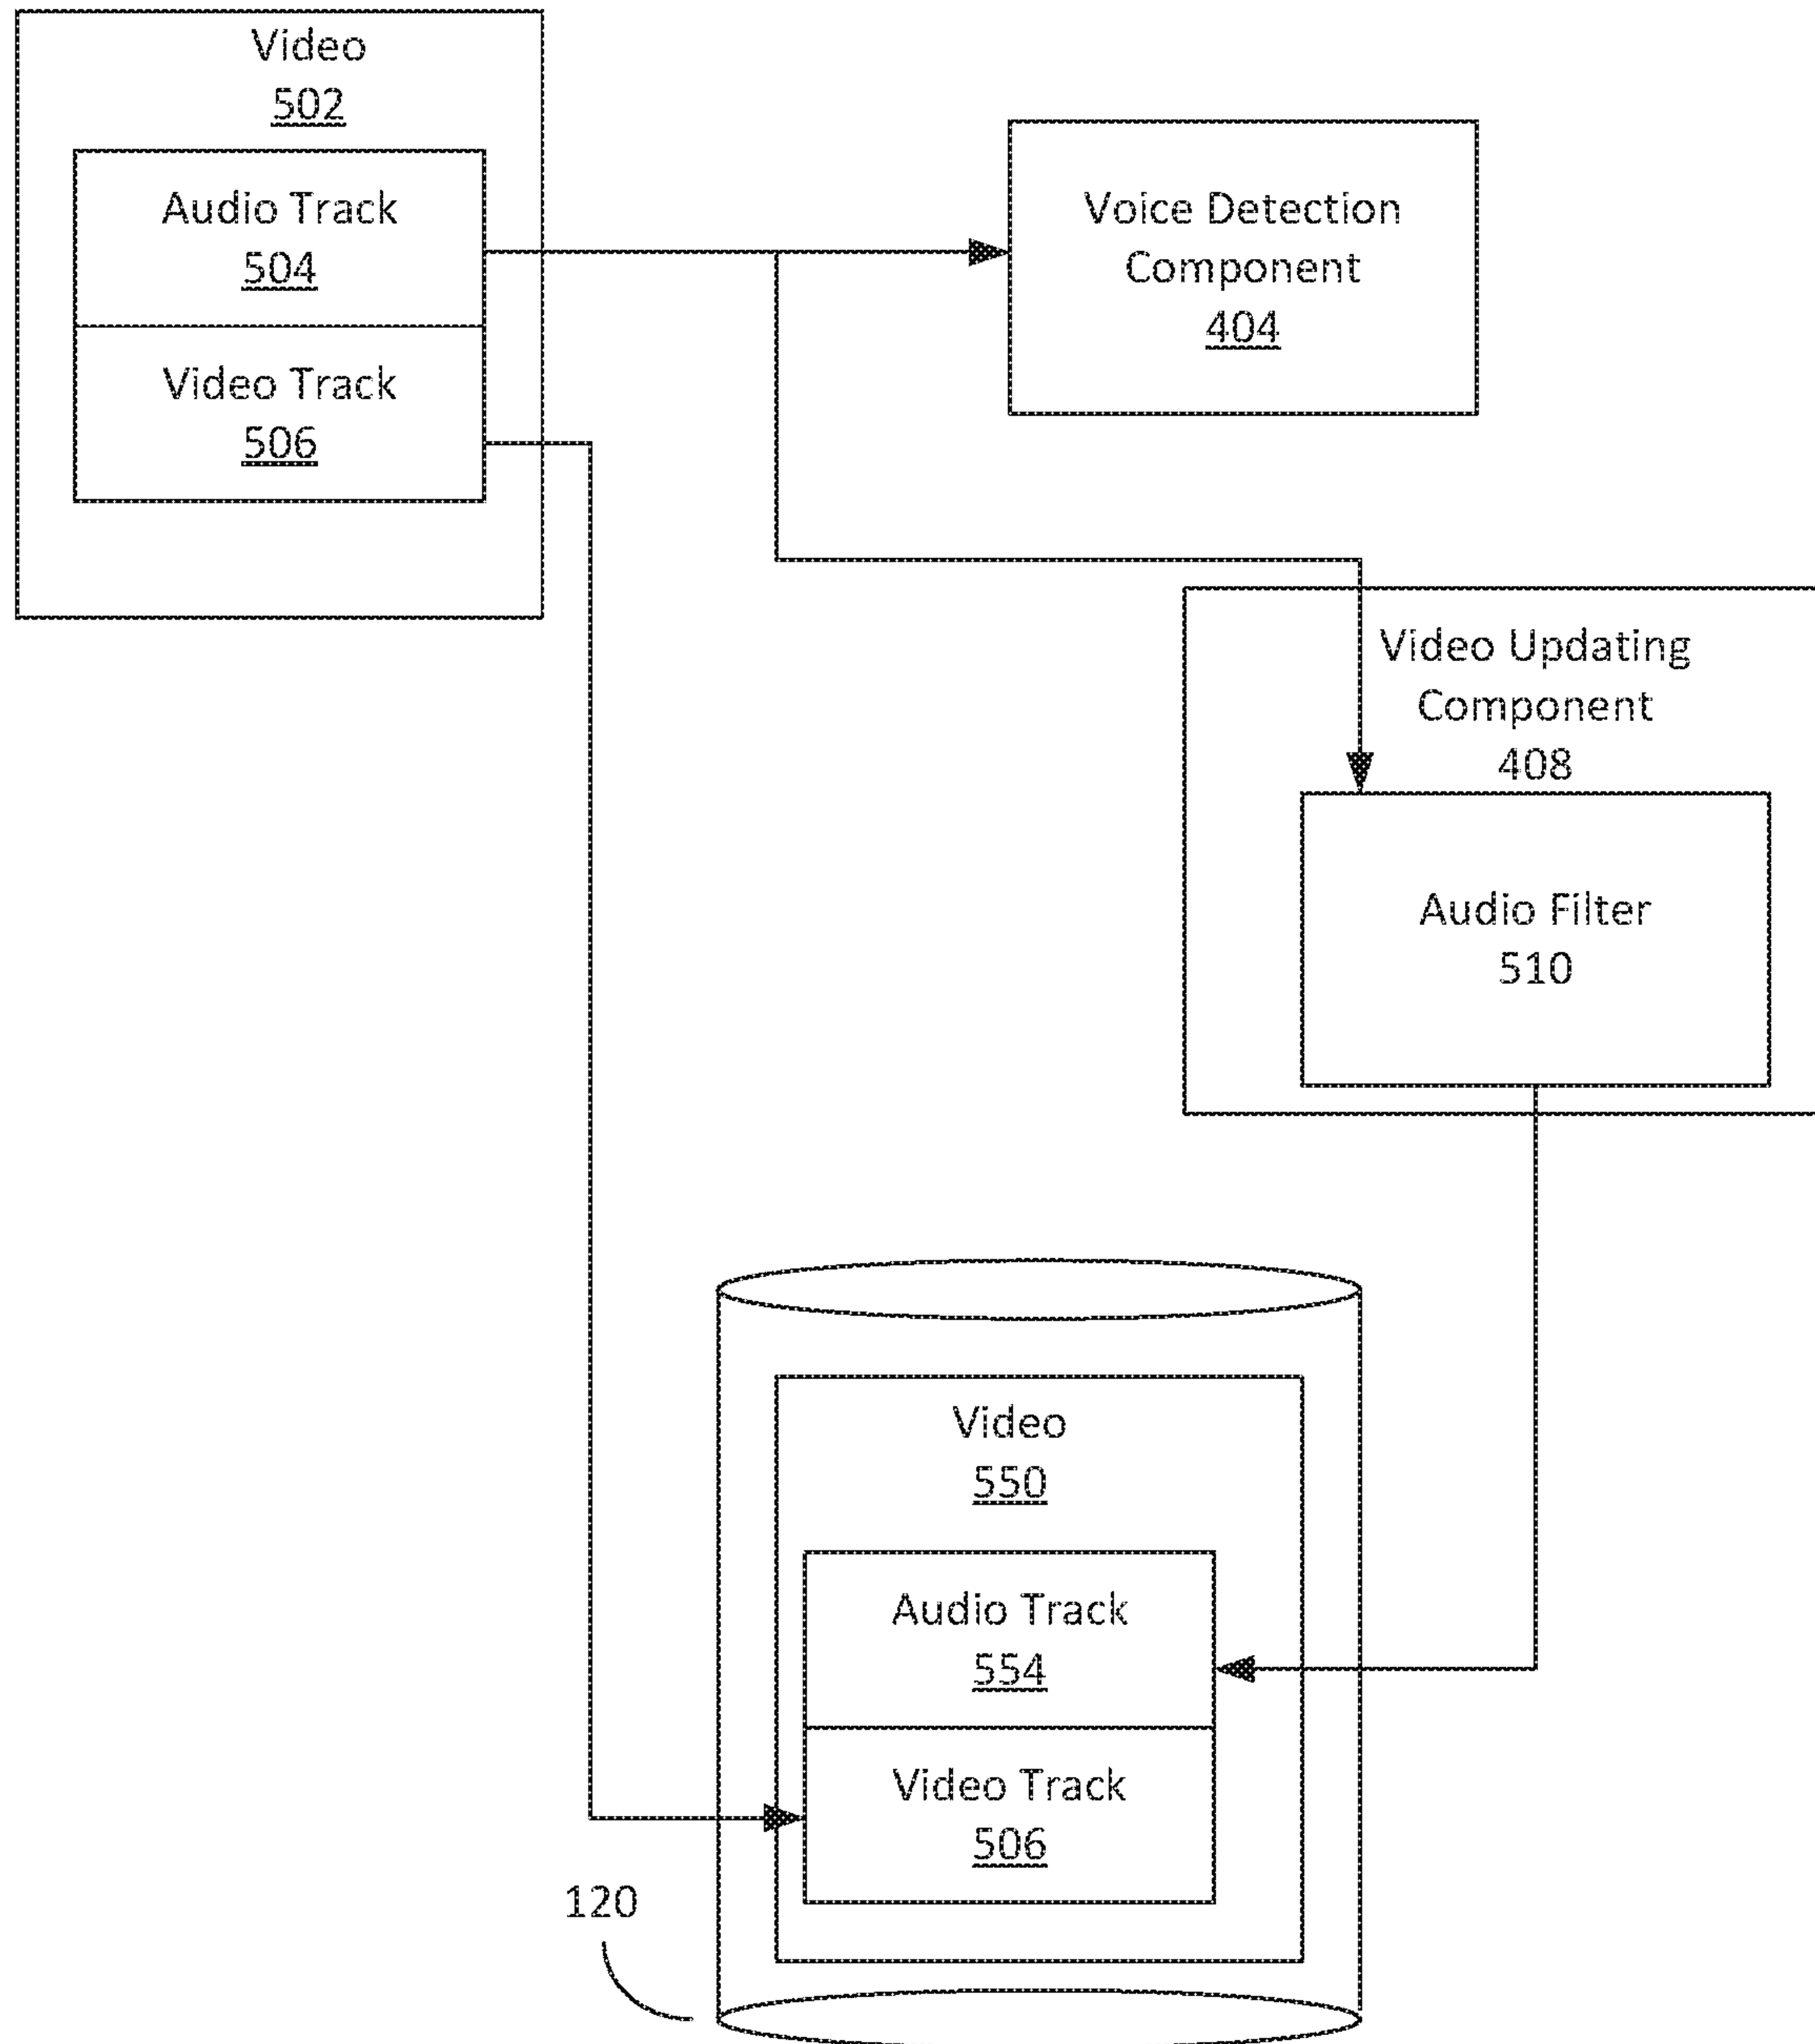 Video
502
Audio Track
504
Video Track
506
Voice Detection
Component
404
Video Updating
Component
408
Audio Filter
510
Video
550
Audio Track
554
Video Track
506
120